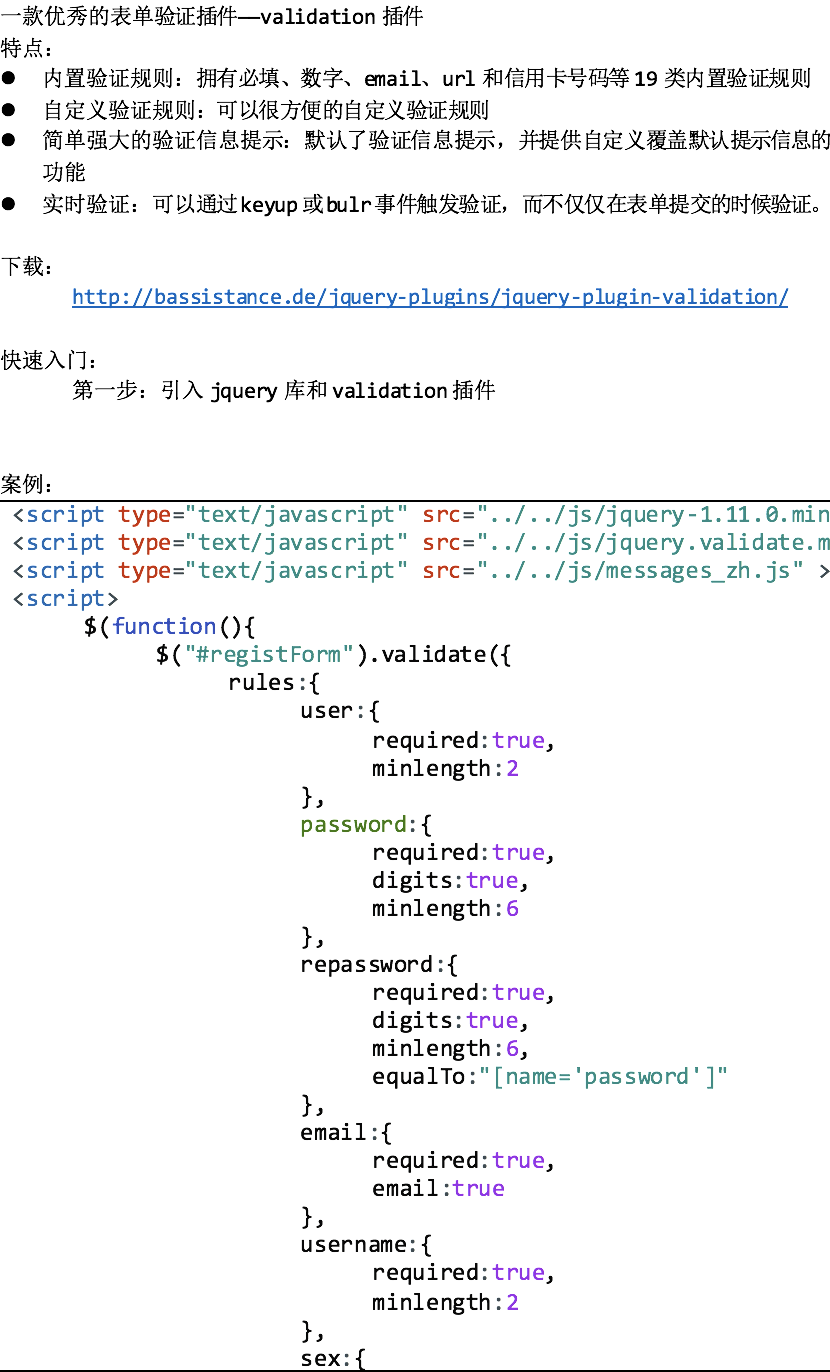 一款优秀的表单验证插件——validation 插件
特点：
● 内置验证规则：拥有必填、数字、email、url 和信用卡号码等 19 类内置验证规则
● 自定义验证规则：可以很方便的自定义验证规则
● 简单强大的验证信息提示：默认了验证信息提示，并提供自定义覆盖默认提示信息的
功能
● 实时验证：可以通过 keyup 或 bulr 事件触发验证，而不仅仅在表单提交的时候验证。
下载：
http://bassistance.de/jquery-plugins/jquery-plugin-validation/
快速入门：
第一步：引入 jquery 库和 validation 插件
案例：
<script type="text/javascript" src="../../js/jquery-1.11.0.min
<script type="text/javascript" src="../../js/jquery.validate.m
<script type="text/javascript" src="../../js/messages_zh.js" >
<script>
$(function(){
$("#registForm").validate({
rules:{
user:{
required:true,
minlength:2
},
password:{
required:true,
digits:true,
minlength:6
},
repassword:{
required:true,
digits:true,
minlength:6,
equalTo:"[name='password']"
},
email:{
required:true,
email:true
},
username:{
required:true,
minlength:2
},
sex:{